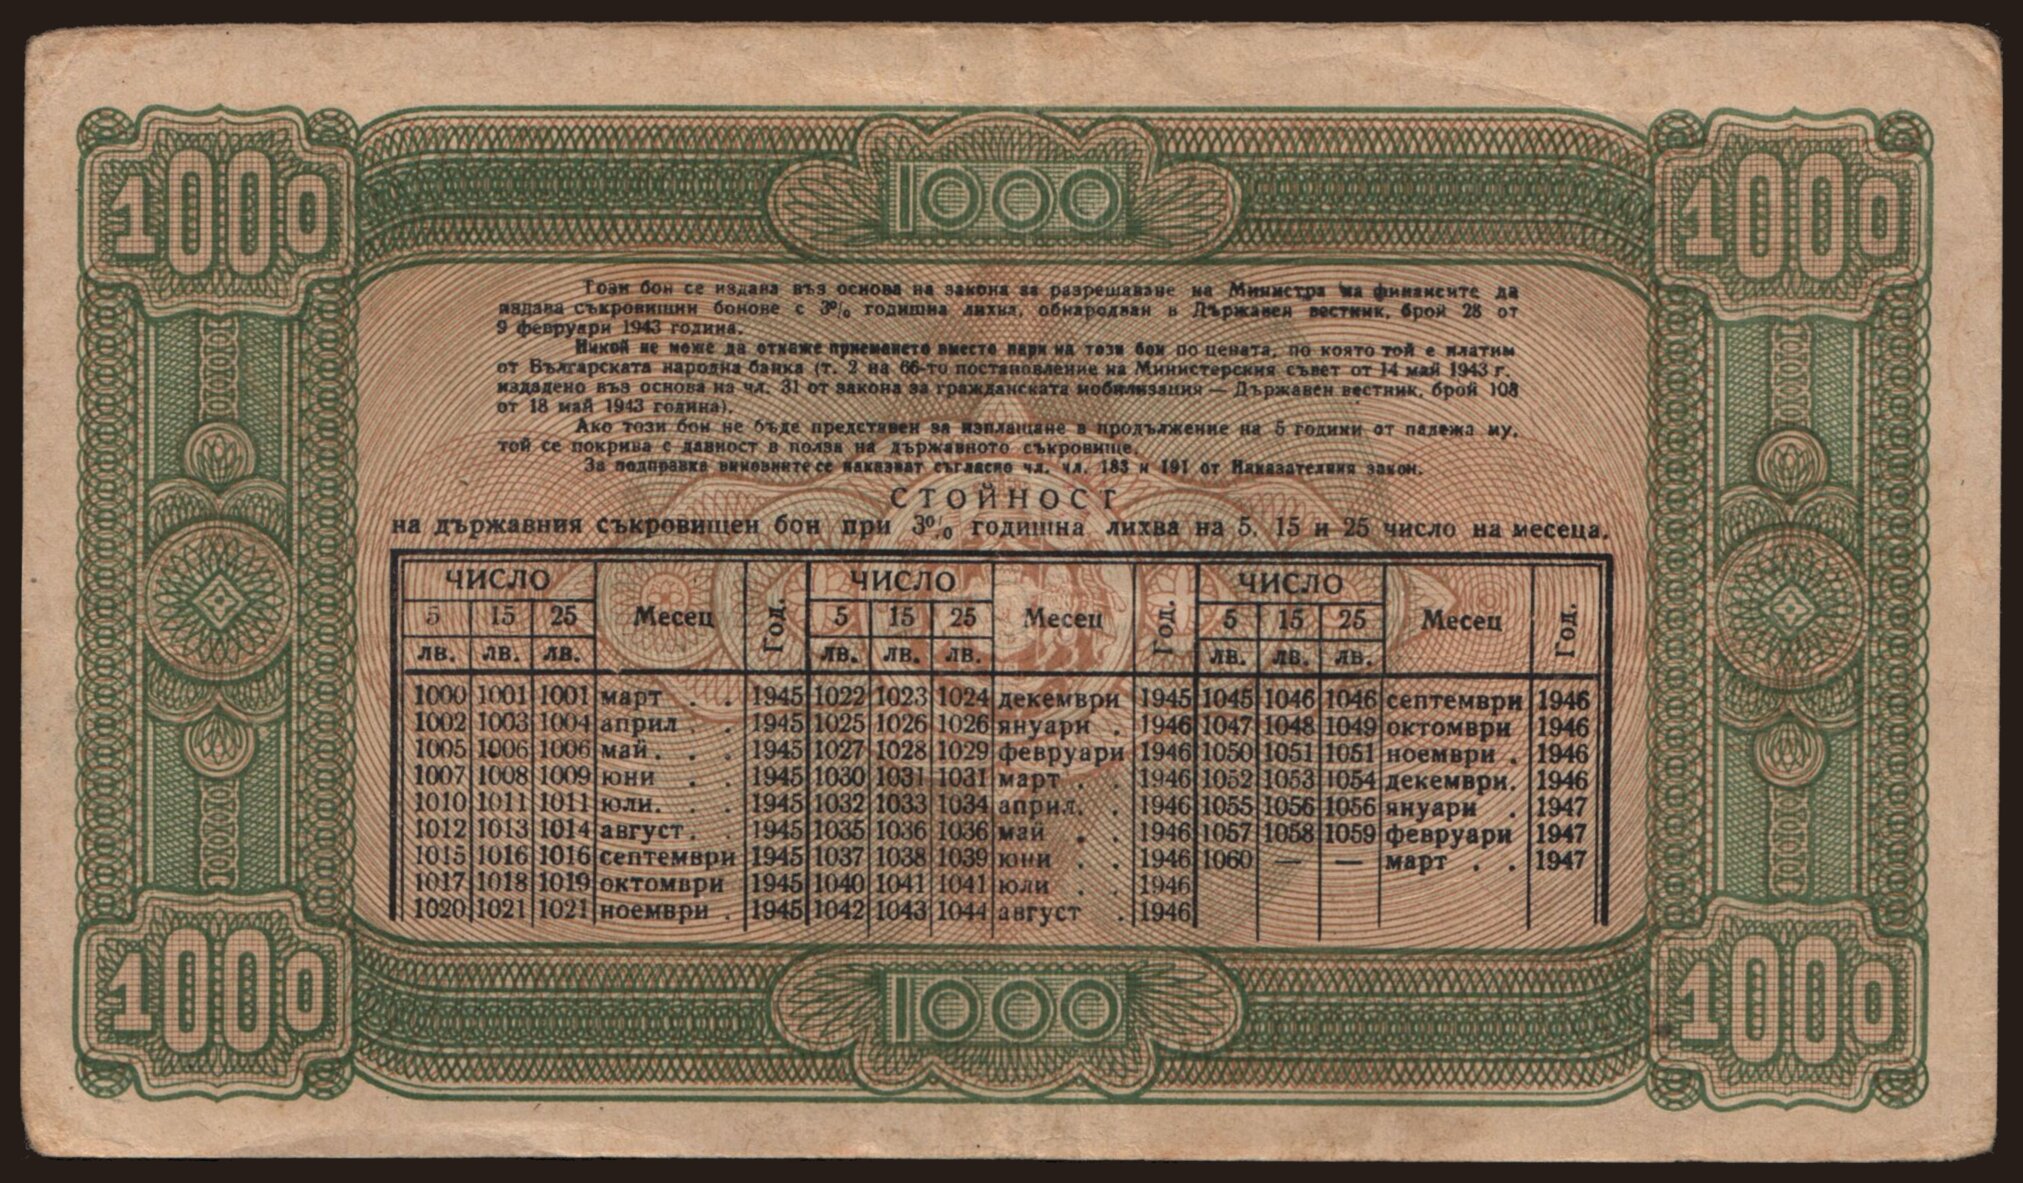 1000 1000 1000
Този бон се издава въз основа на закона за разрешаване на Министра на финансите да
издава съкровищни бонове с 3% годишна лихва, обнародван в Държавен вестник, брой 28 от
9 февруари 1943 година.
Никой не може да откаже приемането вместо пари на този бон по цената, по която той е платим
от Българската народна банка (т. 2 на 66-то постановление на Министерския съвет от 14 май 1943 г.
издадено въз основа на чл. 31 от закона за гражданската мобилизация — Държавен вестник, брой 108
от 18 май 1943 година).
Ако този бон не бъде представен за изплащане в продължение на 5 години от падежа му,
той се покрива с давност в полза на държавното съкровище.
За подправка виновните се наказват съгласно чл. чл. 183 и 191 от Наказателния закон.
СТОЙНОСТ
на държавния съкровищен бон при 3% годишна лихва на 5, 15 и 25 число на месеца.
ЧИСЛО Месец Год. ЧИСЛО Месец Год. ЧИСЛО Месец Год.
5 15 25 5 15 25 5 15 25
лв. лв. лв. лв. лв. лв. лв. лв. лв.
1000 1001 1001 март . . 1945 1022 1023 1024 декември 1945 1045 1046 1046 септември 1946
1002 1003 1004 април . . 1945 1025 1026 1026 януари . 1946 1047 1048 1049 октомври 1946
1005 1006 1006 май . . . 1945 1027 1028 1029 февруари 1946 1050 1051 1051 ноември . 1946
1007 1008 1009 юни . . 1945 1030 1031 1031 март . . 1946 1052 1053 1054 декември. 1946
1010 1011 1011 юли. . . 1945 1032 1033 1034 април. . 1946 1055 1056 1056 януари . 1947
1012 1013 1014 август . . 1945 1035 1036 1036 май . . 1946 1057 1058 1059 февруари 1947
1015 1016 1016 септември 1945 1037 1038 1039 юни . . 1946 1060 — — март . . 1947
1017 1018 1019 октомври 1945 1040 1041 1041 юли . . 1946
1020 1021 1021 ноември . 1945 1042 1043 1044 август . 1946
1000 1000 1000